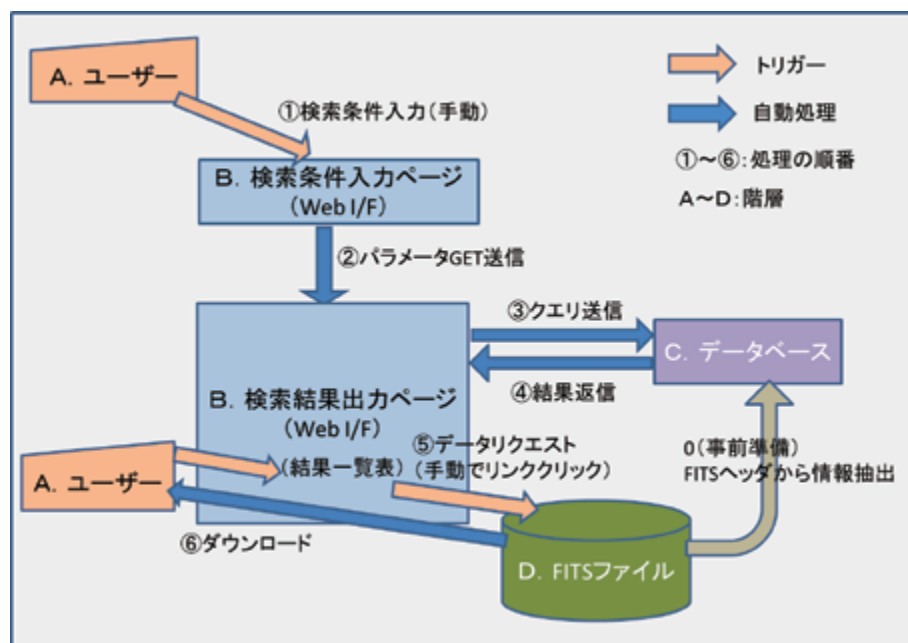 A. ユーザー
トリガー
①検索条件入力(手動)
自動処理
①～⑥:処理の順番
B. 検索条件入力ページ
(Web I/F)
A～D:階層
②パラメータGET送信
③クエリ送信
C. データベース
④結果返信
B. 検索結果出力ページ
(Web I/F)
⑤データリクエスト
(手動でリンククリック)
(結果一覧表)
0(事前準備)
FITSヘッダから情報抽出
A. ユーザー
⑥ダウンロード
D. FITSファイル